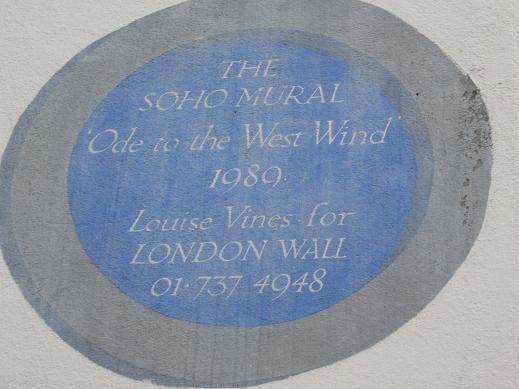 THE
SOHO MURAL
'Ode to the West Wind'
1989.
Louise Vines for
LONDON WALL
01·737 4948